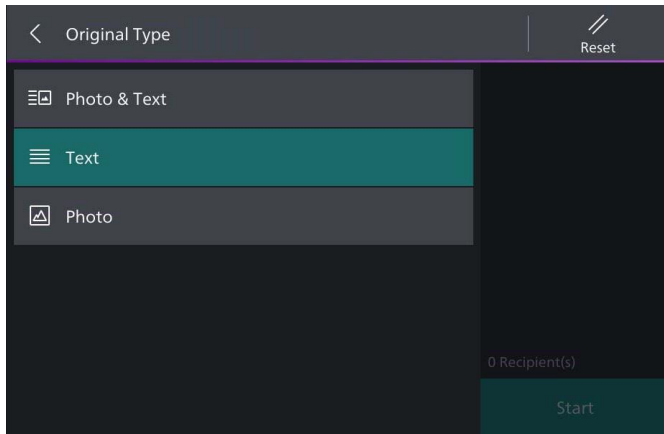 Original Type
Reset
Photo & Text
Text
Photo
0 Recipient(s)
Start